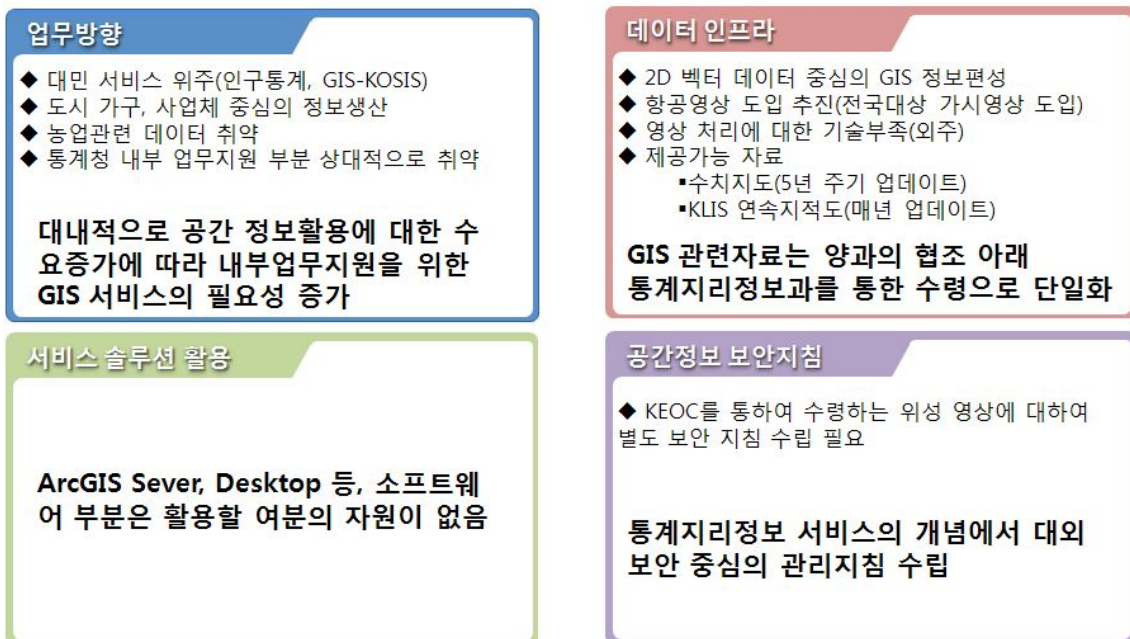 업무방향
◆ 대민 서비스 위주(인구통계, GIS-KOSIS)
◆ 도시 가구, 사업체 중심의 정보생산
◆ 농업관련 데이터 취약
◆ 통계청 내부 업무지원 부분 상대적으로 취약
대내적으로 공간 정보활용에 대한 수
요증가에 따라 내부업무지원을 위한
GIS 서비스의 필요성 증가
데이터 인프라
◆ 2D 벡터 데이터 중심의 GIS 정보편성
◆ 항공영상 도입 추진(전국대상 가시영상 도입)
◆ 영상 처리에 대한 기술부족(외주)
◆ 제공가능 자료
▪수치지도(5년 주기 업데이트)
▪KLIS 연속지적도(매년 업데이트)
GIS 관련자료는 양과의 협조 아래
통계지리정보과를 통한 수령으로 단일화
서비스 솔루션 활용
ArcGIS Sever, Desktop 등, 소프트웨
어 부분은 활용할 여분의 자원이 없음
공간정보 보안지침
◆ KEOC를 통하여 수령하는 위성 영상에 대하여
별도 보안 지침 수립 필요
통계지리정보 서비스의 개념에서 대외
보안 중심의 관리지침 수립